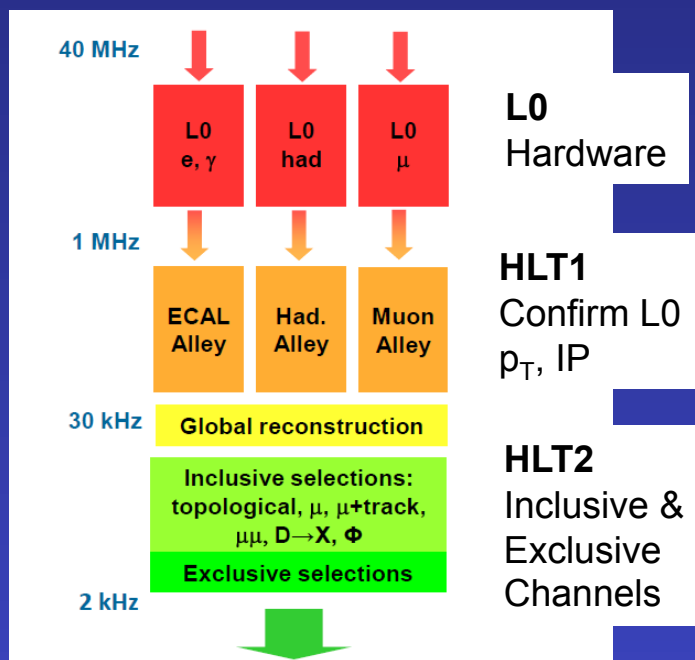 40 MHz
L0
e, γ
L0
had
L0
μ
L0
Hardware
1 MHz
ECAL
Alley
Had.
Alley
Muon
Alley
HLT1
Confirm L0
pT, IP
30 kHz
Global reconstruction
Inclusive selections:
topological, μ, μ+track,
μμ, D→X, Φ
Exclusive selections
HLT2
Inclusive &
Exclusive
Channels
2 kHz